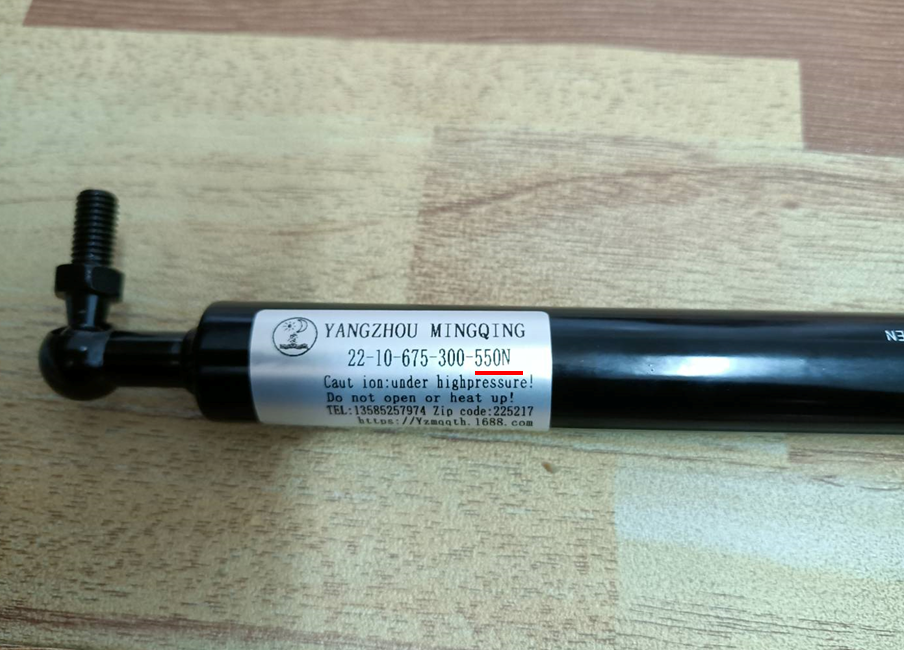 YANGZHOU MINGQING
22-10-675-300-550N
Caut ion:under highpressure!
Do not open or heat up!
TEL:13585257974 Zip code:225217
https://Yzmqqth.1688.com